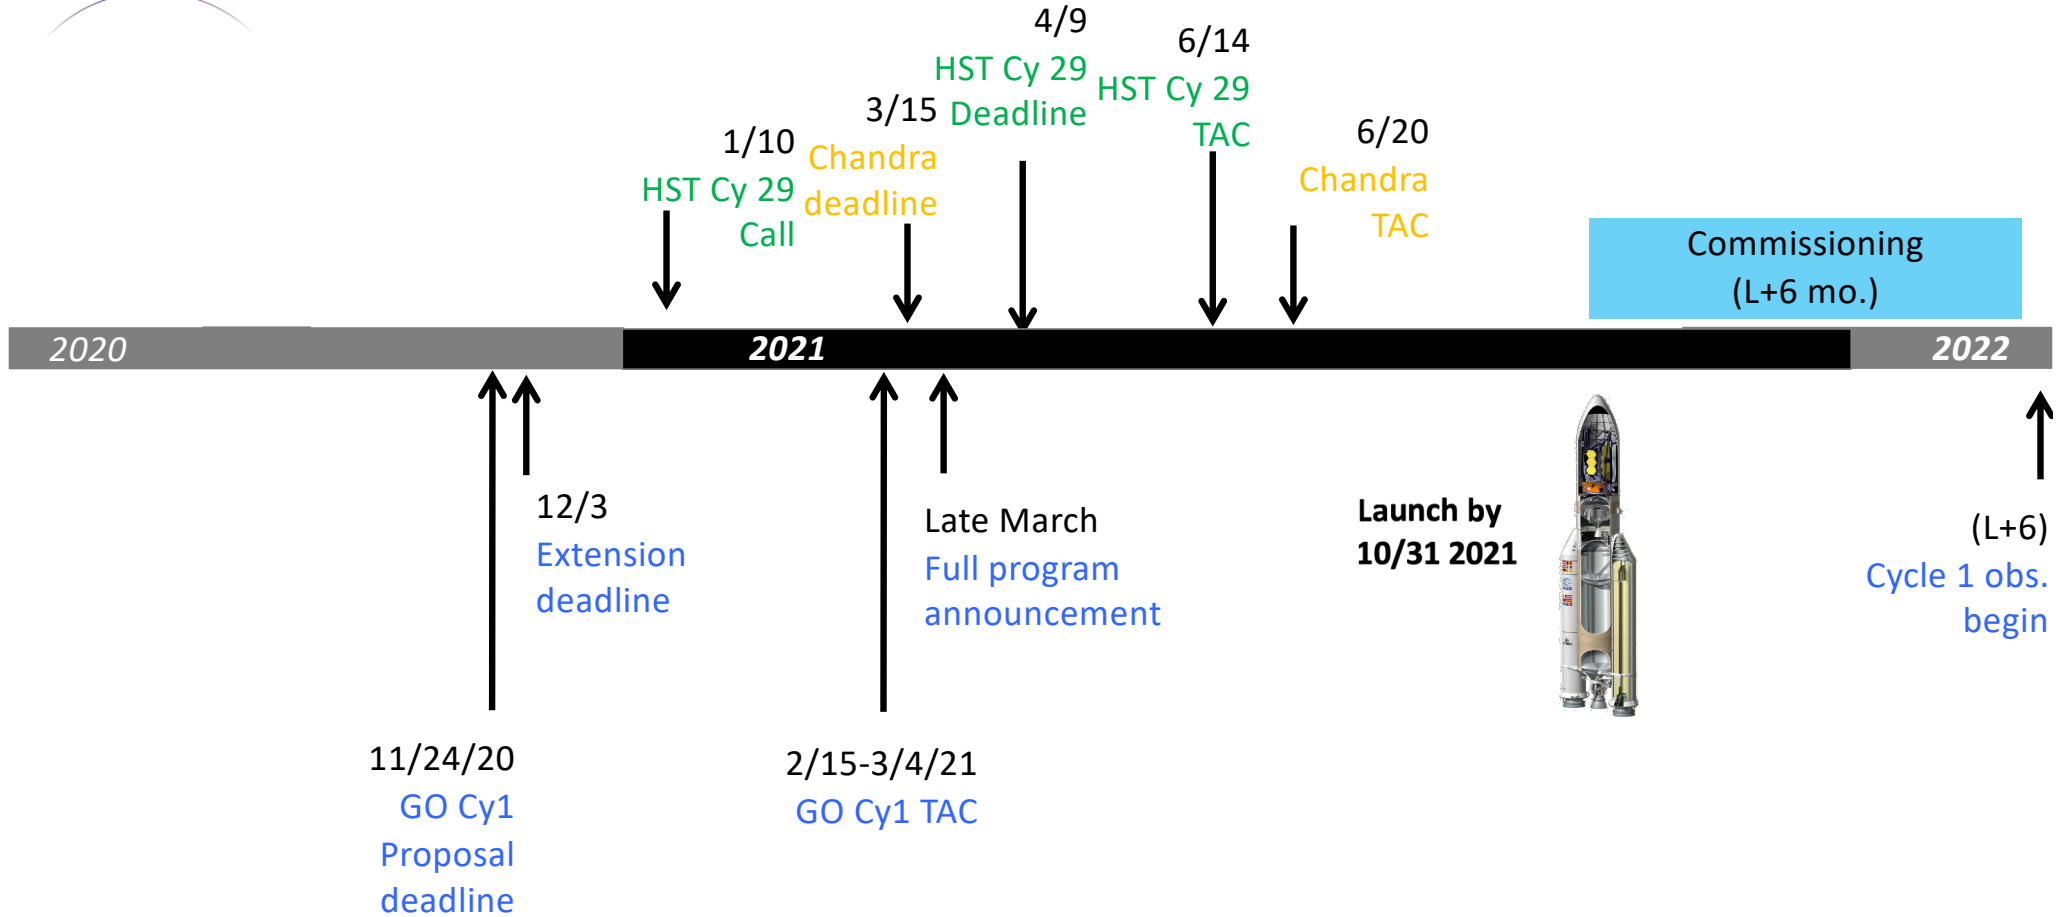 1/10
HST Cy 29
Call
3/15
Chandra
deadline
4/9
HST Cy 29
Deadline
6/14
HST Cy 29
TAC
6/20
Chandra
TAC
Commissioning
(L+6 mo.)
2020
2021
2022
11/24/20
GO Cy1
Proposal
deadline
12/3
Extension
deadline
2/15-3/4/21
GO Cy1 TAC
Late March
Full program
announcement
Launch by
10/31 2021
(L+6)
Cycle 1 obs.
begin